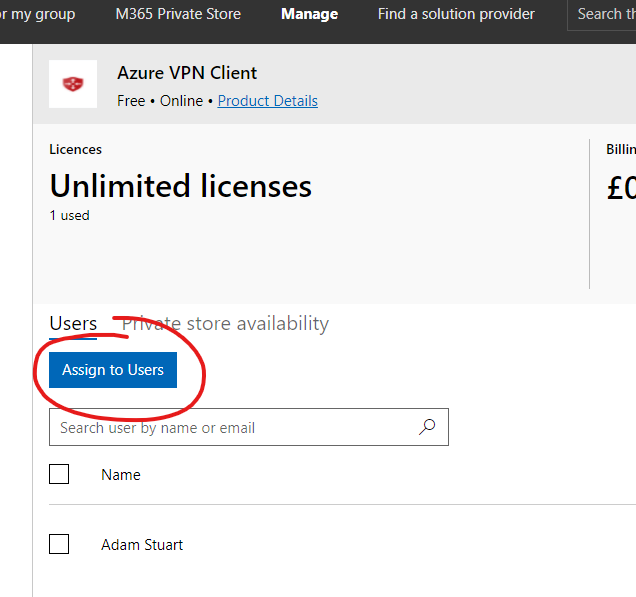 or my group M365 Private Store Manage Find a solution provider Search
Azure VPN Client
Free • Online • Product Details
Licences
Unlimited licenses
1 used
£0
Users Private store availability
Assign to Users
Search user by name or email
Name
Adam Stuart